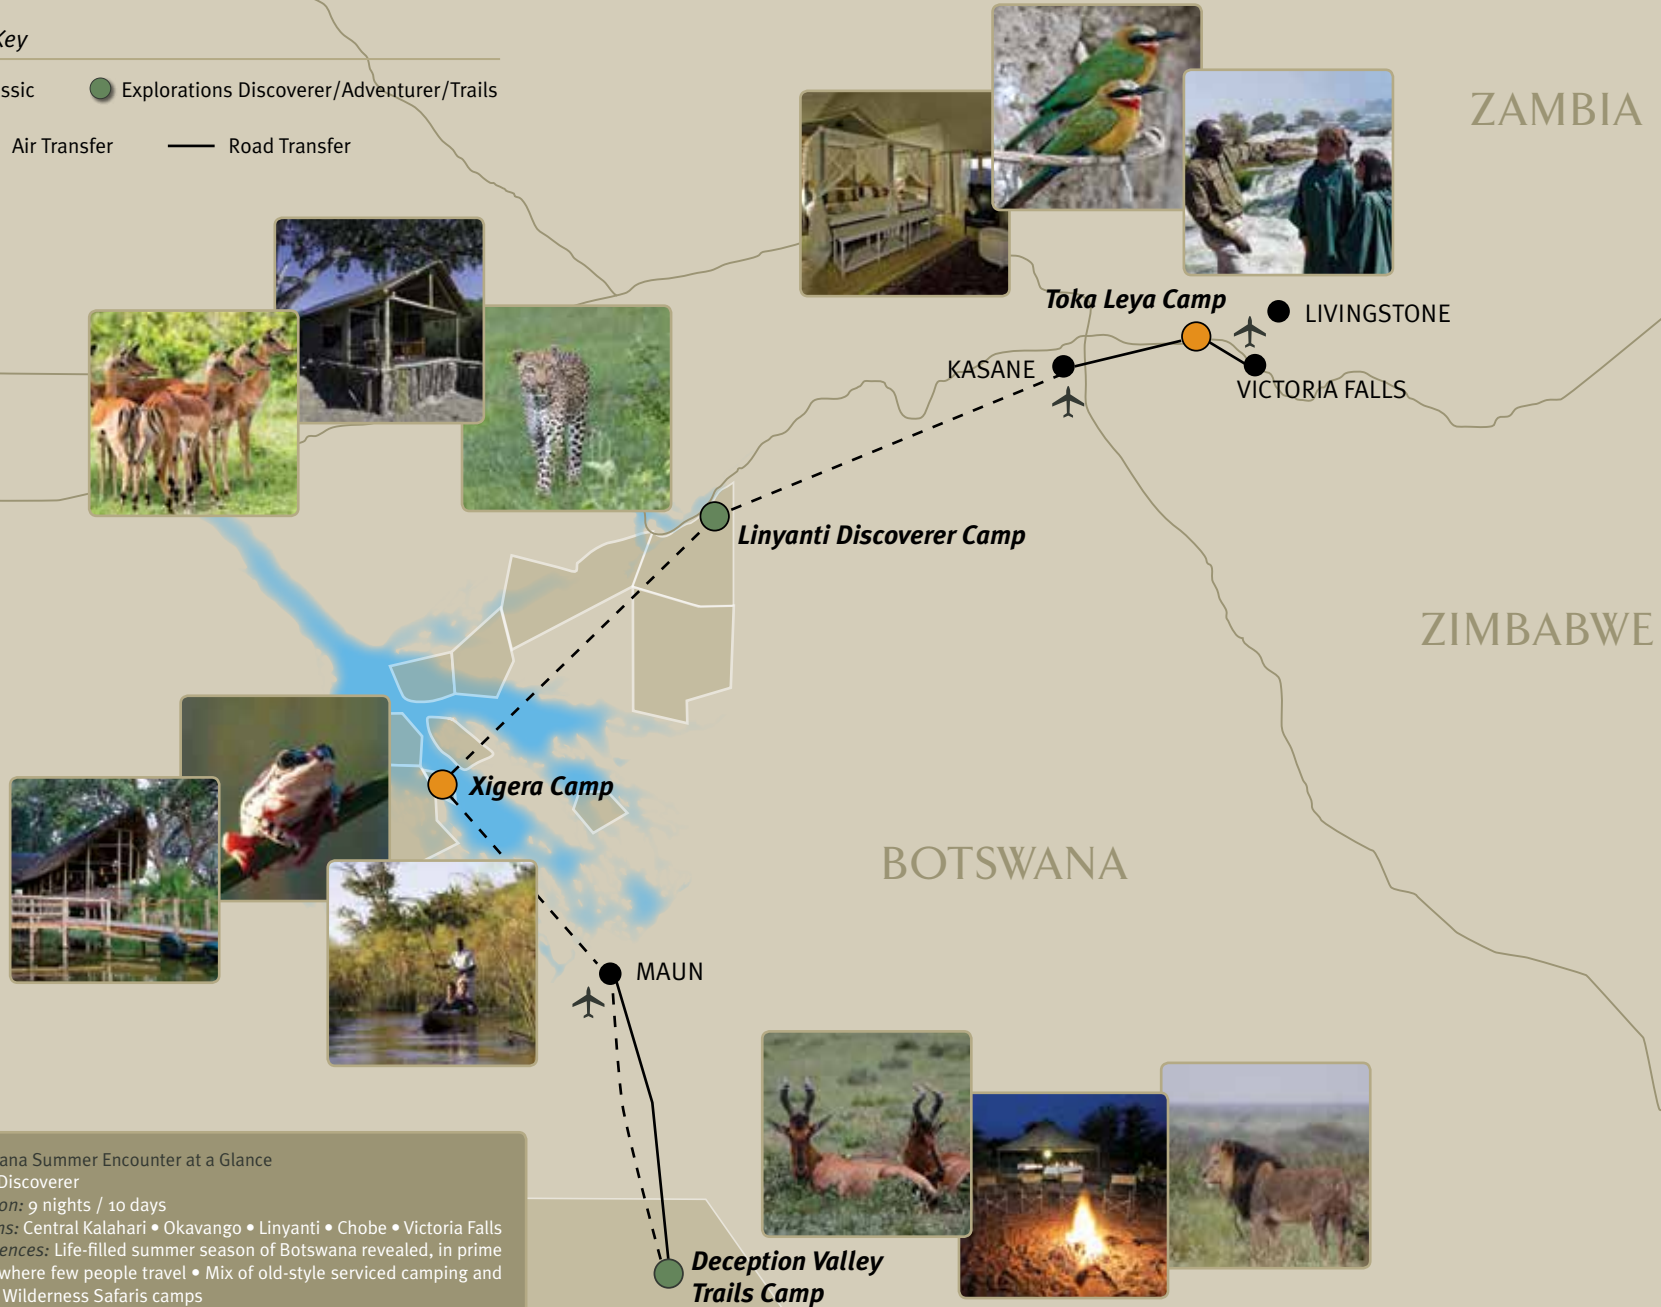 Key
ssic
Explorations Discoverer/Adventurer/Trails
Air Transfer
Road Transfer
ZAMBIA
Toka Leya Camp
LIVINGSTONE
KASANE
VICTORIA FALLS
Linyanti Discoverer Camp
ZIMBABWE
Xigera Camp
BOTSWANA
MAUN
ana Summer Encounter at a Glance
Discoverer
on: 9 nights / 10 days
ns: Central Kalahari • Okavango • Linyanti • Chobe • Victoria Falls
ences: Life-filled summer season of Botswana revealed, in prime
where few people travel • Mix of old-style serviced camping and
Wilderness Safaris camps
Deception Valley
Trails Camp